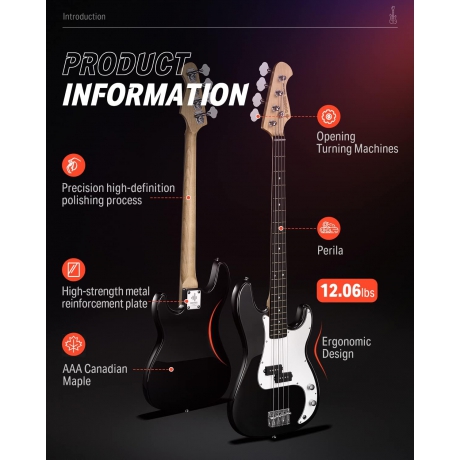 Introduction
PRODUCT
INFORMATION
Opening
Turning Machines
Precision high-definition
polishing process
Perila
High-strength metal
reinforcement plate
12.06lbs
Ergonomic
Design
AAA Canadian
Maple